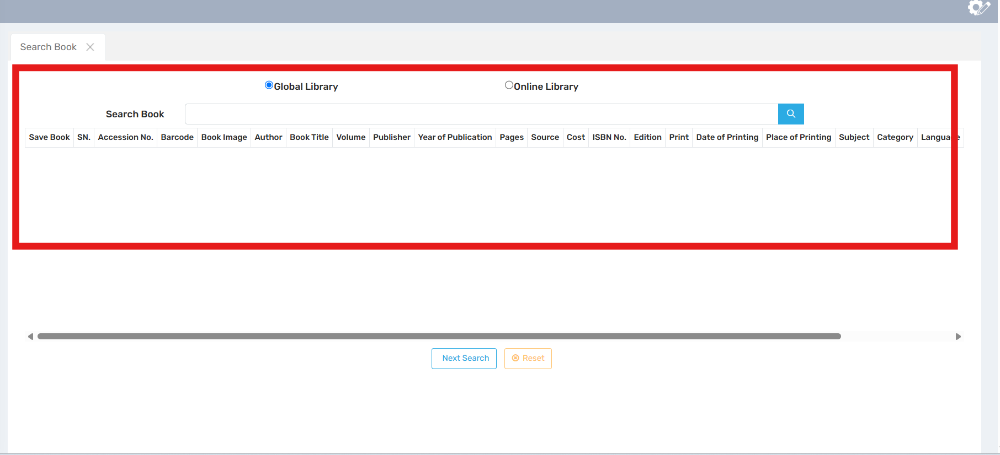 Search Book
Global Library Online Library
Search Book
Save Book SN. Accession No. Barcode Book Image Author Book Title Volume Publisher Year of Publication Pages Source Cost ISBN No. Edition Print Date of Printing Place of Printing Subject Category Language
Next Search Reset